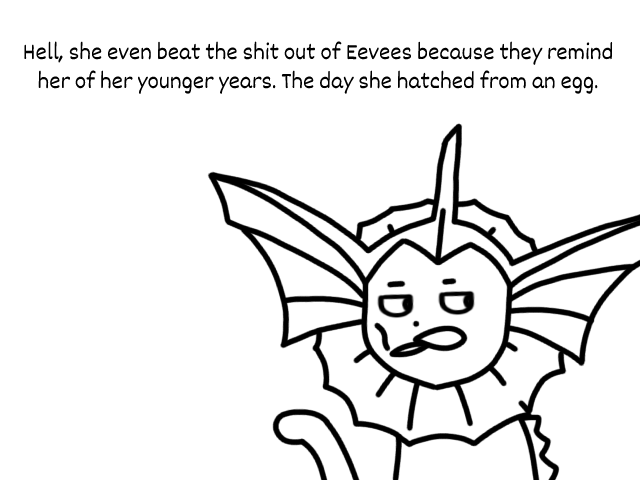 Hell, she even beat the shit out of Eevees because they remind
her of her younger years. The day she hatched from an egg.